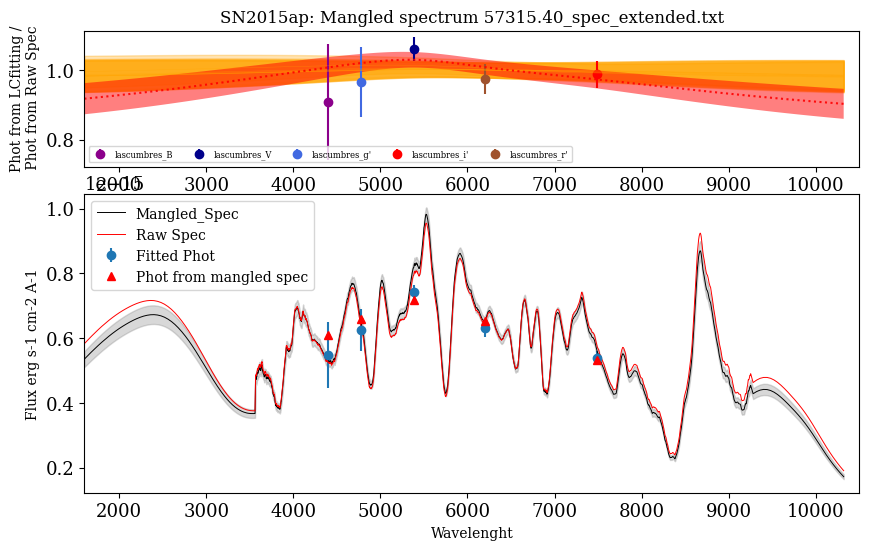 SN2015ap: Mangled spectrum 57315.40_spec_extended.txt
Phot from LCfitting /
Phot from Raw Spec
1.0
0.8
lascumbres_B
lascumbres_V
lascumbres_g'
lascumbres_i'
lascumbres_r'
2000 3000 4000 5000 6000 7000 8000 9000 10000
1e−15
Mangled_Spec
Raw Spec
Fitted Phot
Phot from mangled spec
Flux erg s-1 cm-2 A-1
1.0
0.8
0.6
0.4
0.2
2000 3000 4000 5000 6000 7000 8000 9000 10000
Wavelenght